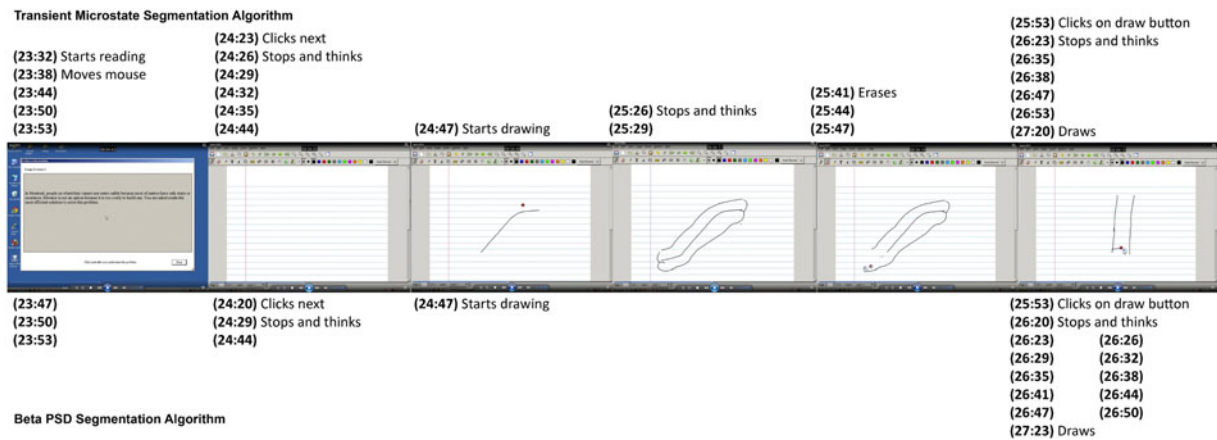 Transient Microstate Segmentation Algorithm
(23:32) Starts reading
(23:38) Moves mouse
(23:44)
(23:50)
(23:53)
(24:23) Clicks next
(24:26) Stops and thinks
(24:29)
(24:32)
(24:35)
(24:44)
(24:47) Starts drawing
(25:26) Stops and thinks
(25:29)
(25:41) Erases
(25:44)
(25:47)
(25:53) Clicks on draw button
(26:23) Stops and thinks
(26:35)
(26:38)
(26:47)
(26:53)
(27:20) Draws
(23:47)
(23:50)
(23:53)
(24:20) Clicks next
(24:29) Stops and thinks
(24:44)
(24:47) Starts drawing
(25:53) Clicks on draw button
(26:20) Stops and thinks
(26:23) (26:26)
(26:29) (26:32)
(26:35) (26:38)
(26:41) (26:44)
(26:47) (26:50)
(27:23) Draws
Beta PSD Segmentation Algorithm